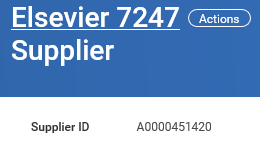 Elsevier 7247 Actions
Supplier
Supplier ID A0000451420